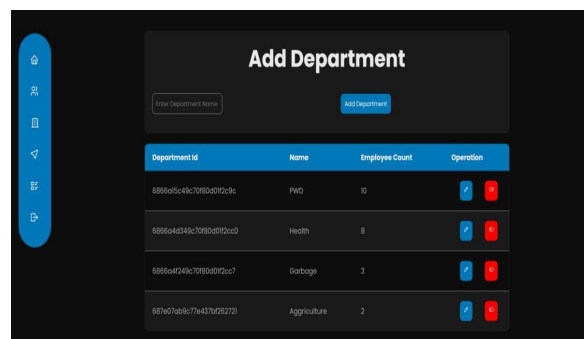 Add Department
Enter Department Name Add Department
Department Id Name Employee Count Operation
6866a15c49c70f80d01f2c9c PWD 10
6866a4d349c70f80d01f2cc0 Health 8
6866a4f249c70f80d01f2cc7 Garbage 3
687e07ab9c77e437bf262721 Aggriculture 2